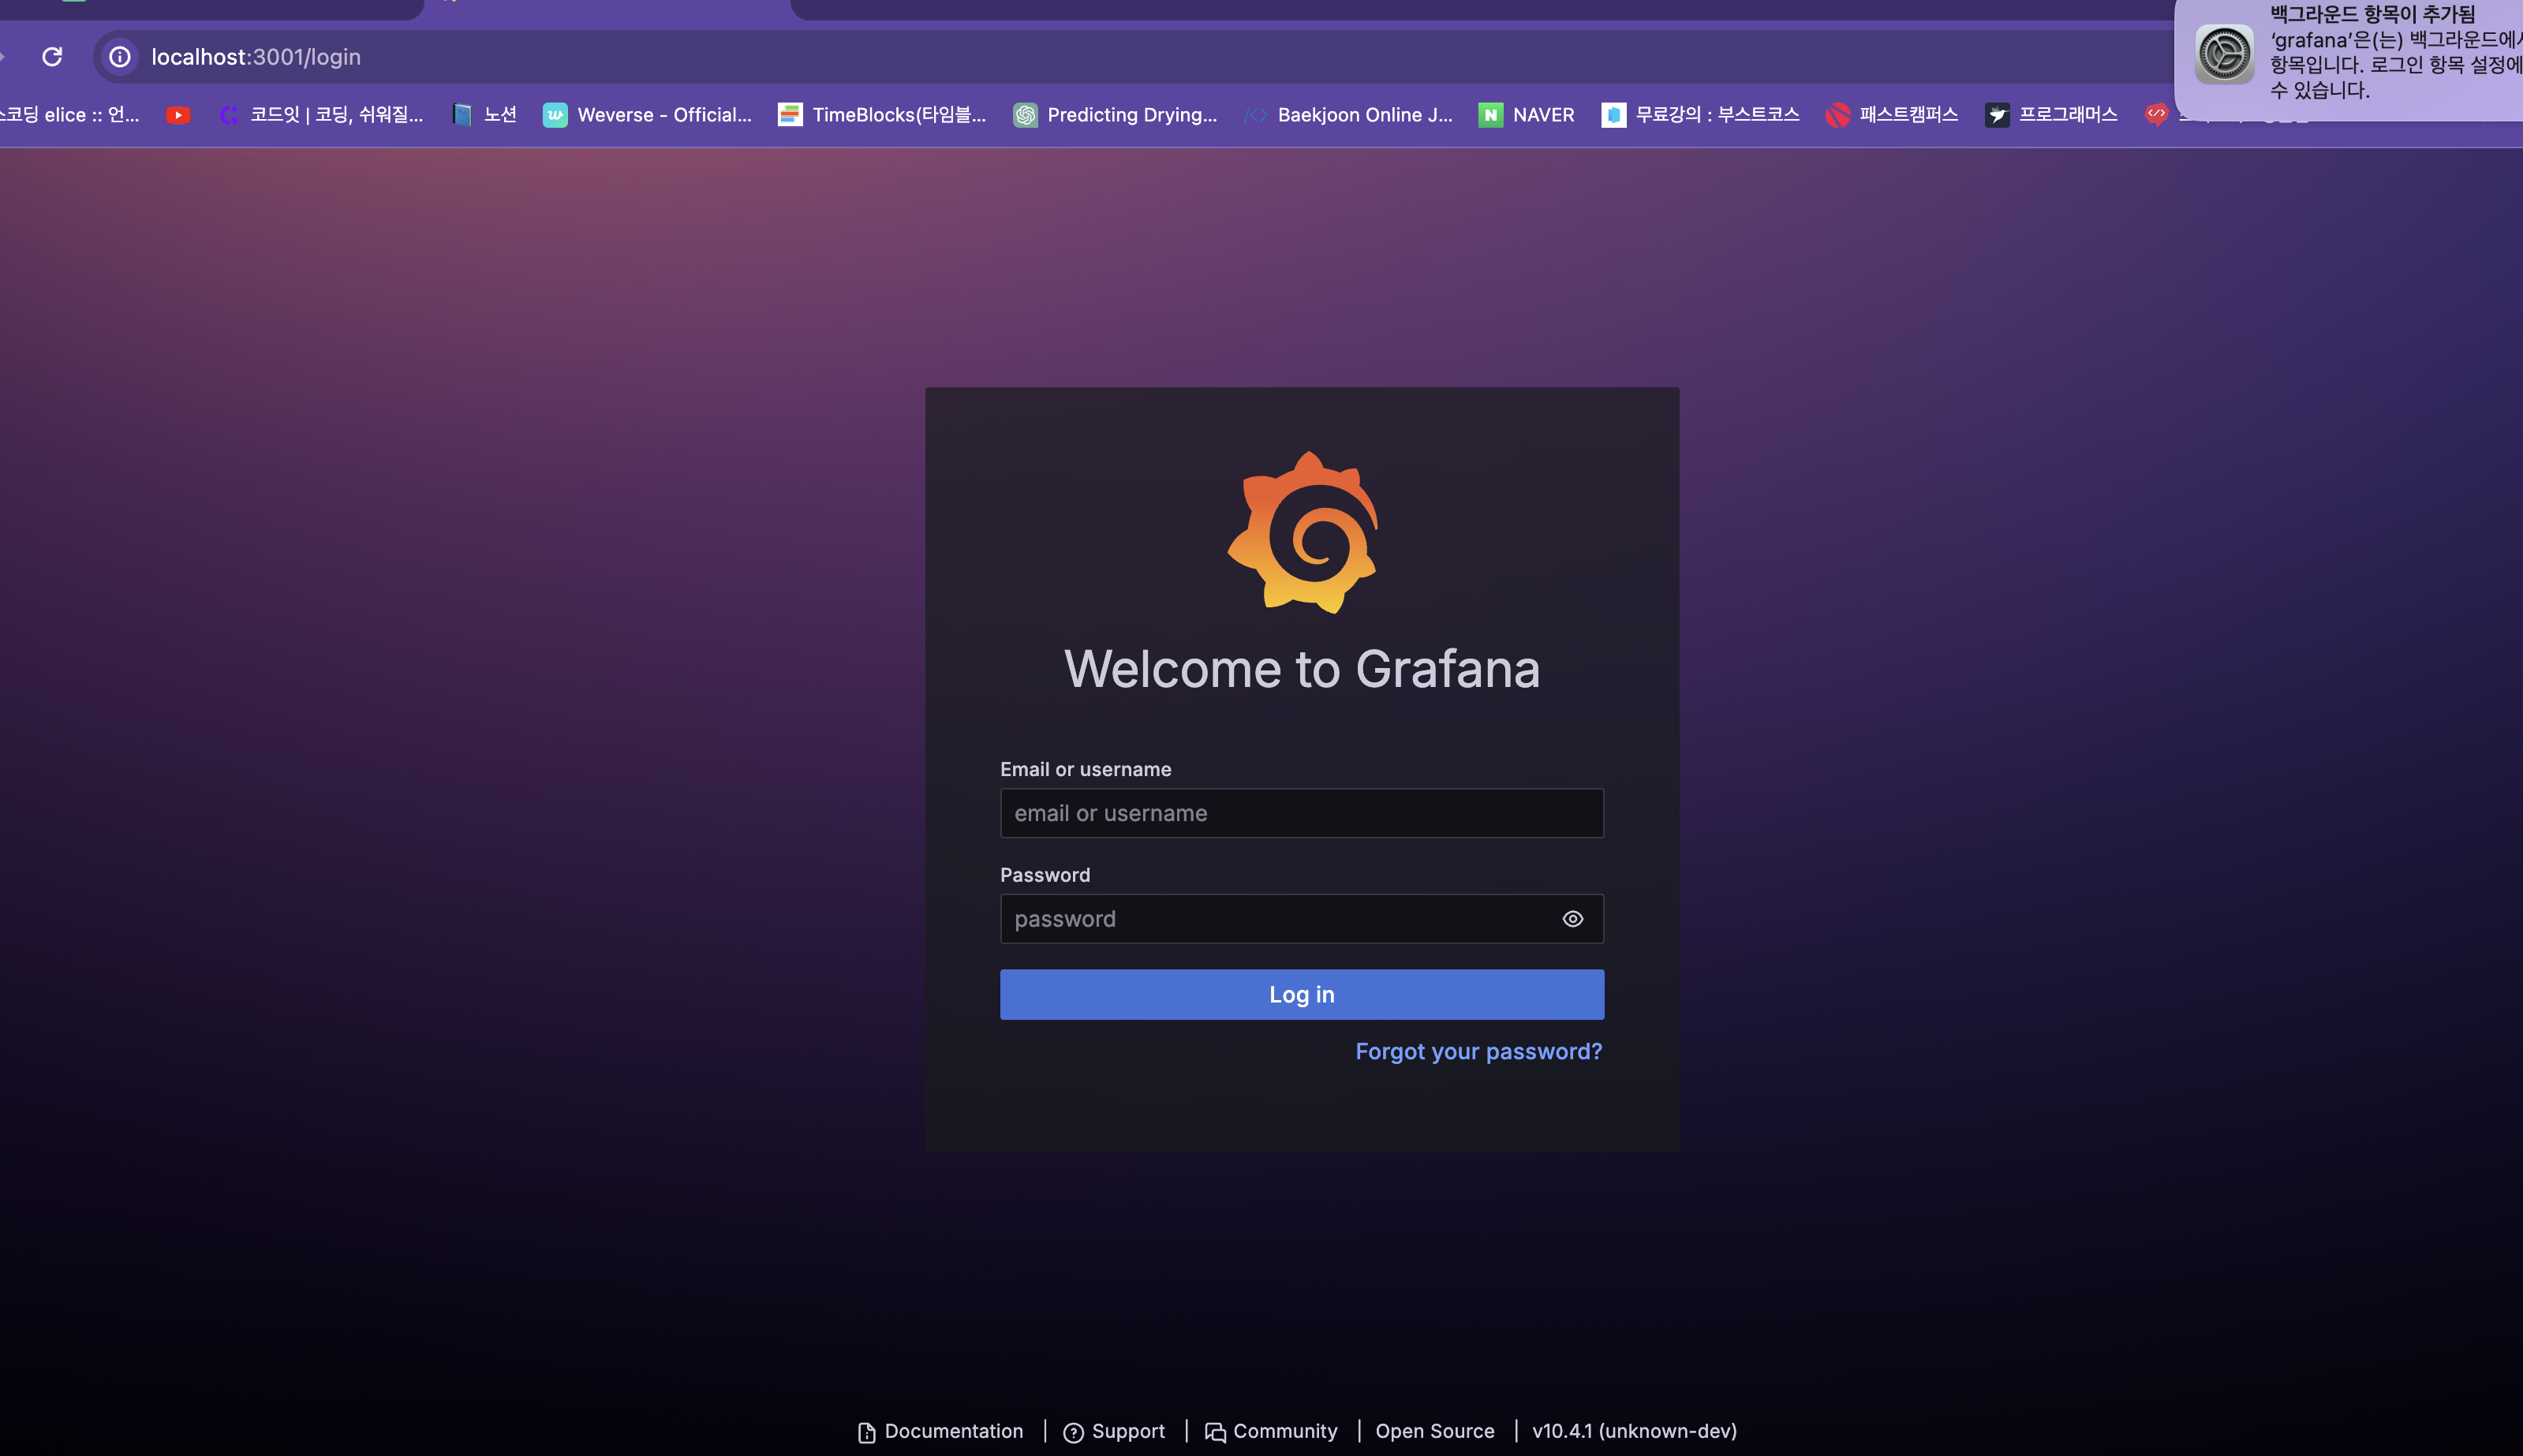 localhost:3001/login
백그라운드 항목이 추가됨
‘grafana’은(는) 백그라운드에서
항목입니다. 로그인 항목 설정에
수 있습니다.
스코딩 elice :: 언... 코드잇 | 코딩, 쉬워질... 노션 Weverse - Official... TimeBlocks(타임블... Predicting Drying... Baekjoon Online J... NAVER 무료강의 : 부스트코스 패스트캠퍼스 프로그래머스
Welcome to Grafana
Email or username
email or username
Password
password
Log in
Forgot your password?
Documentation | Support | Community | Open Source | v10.4.1 (unknown-dev)